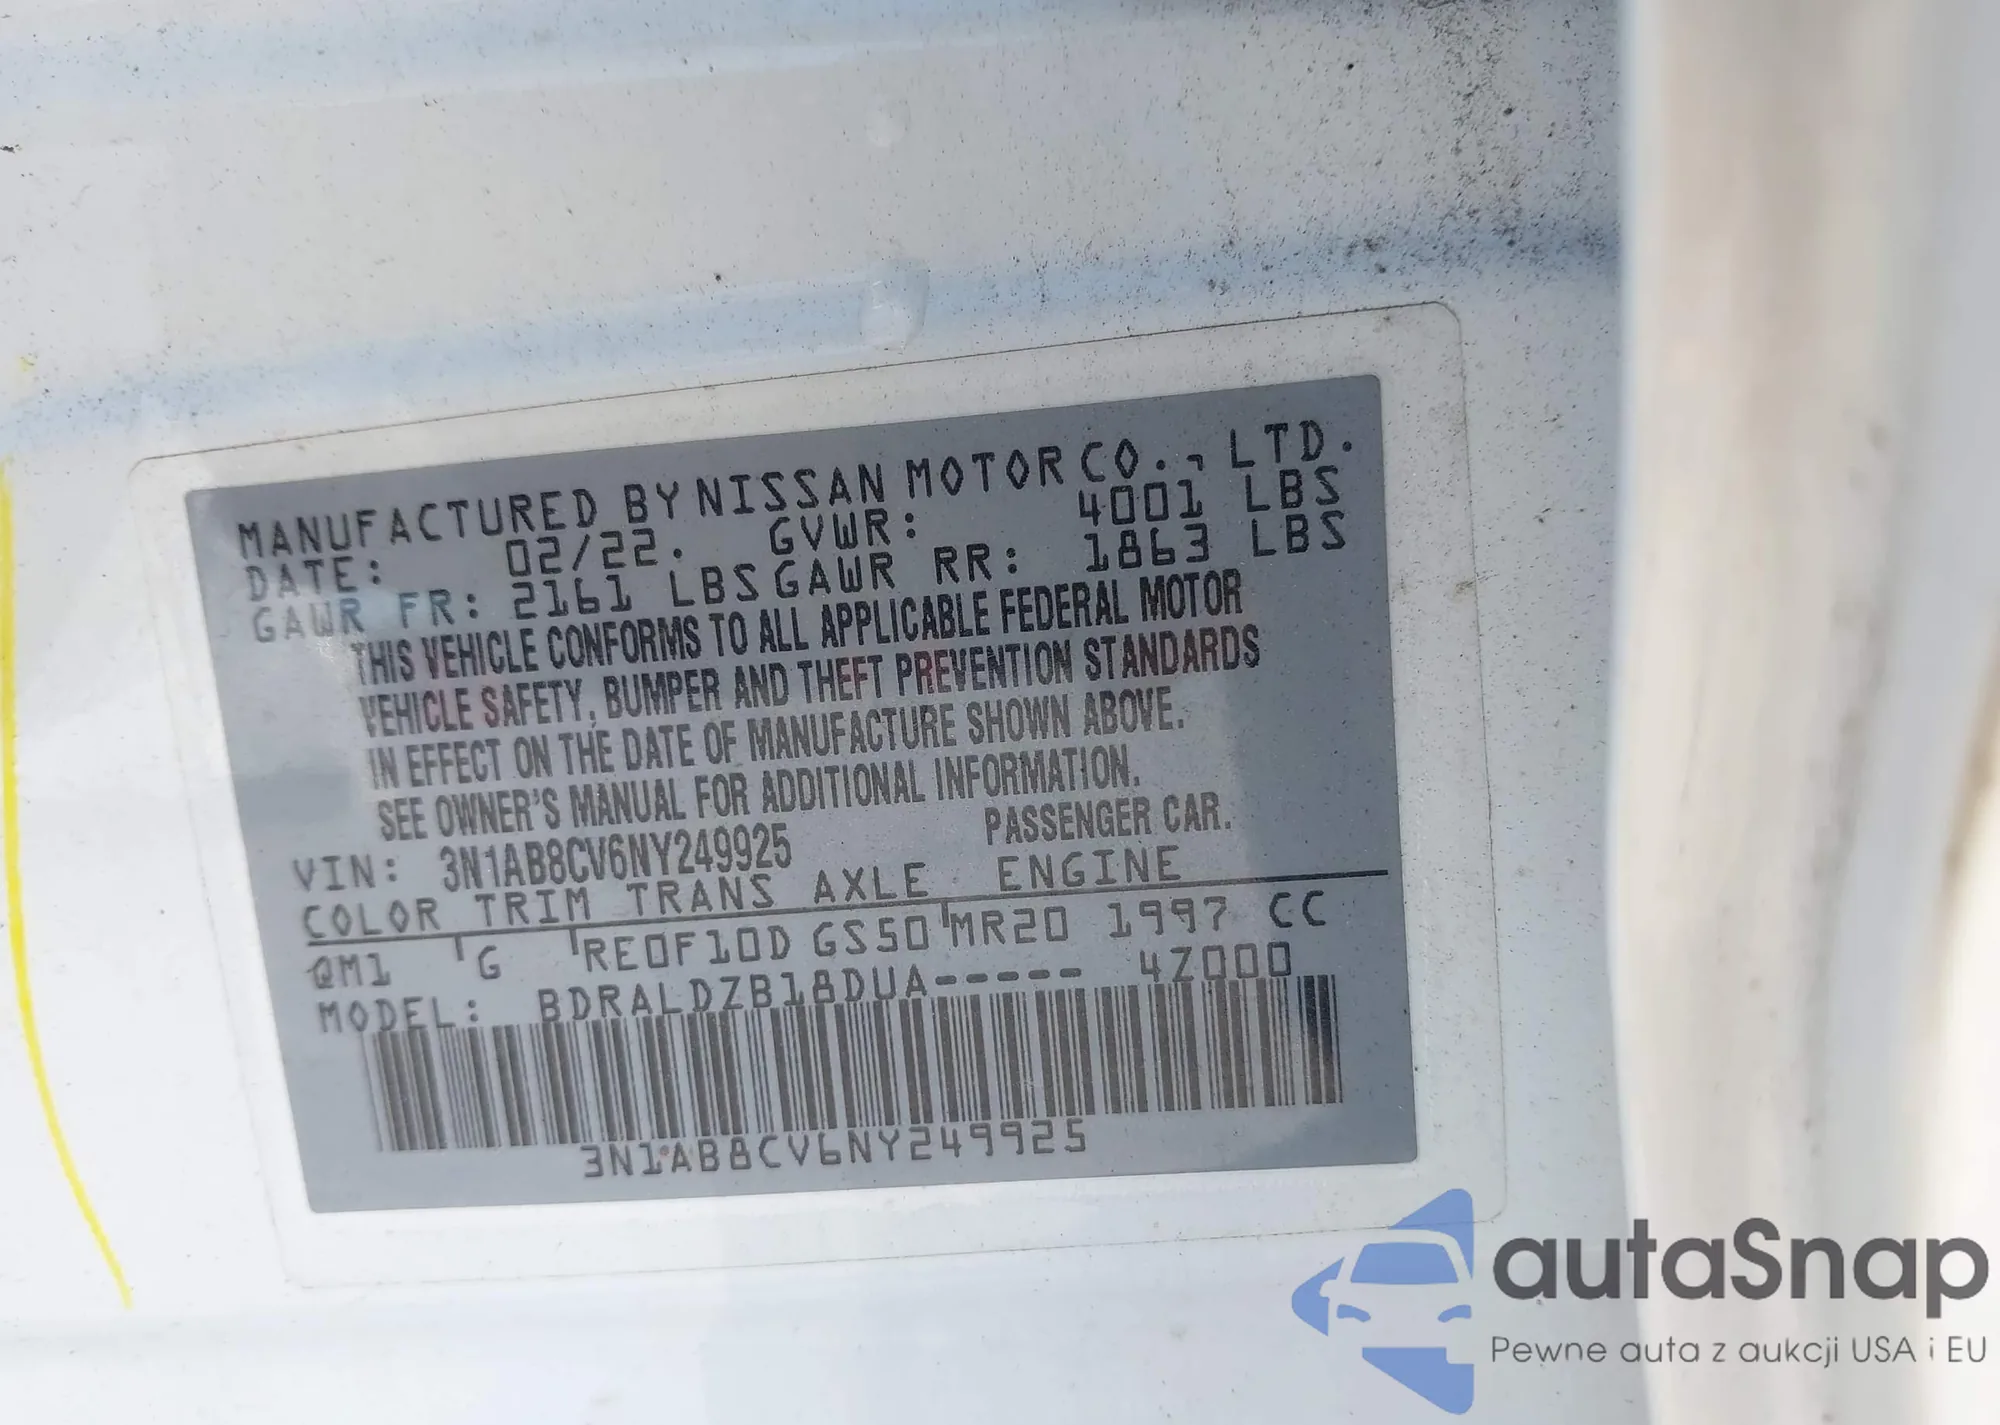 MANUFACTURED BY NISSAN MOTOR CO., LTD.
DATE: 02/22. GVWR: 4001 LBS
GAWR FR: 2161 LBS GAWR RR: 1863 LBS
THIS VEHICLE CONFORMS TO ALL APPLICABLE FEDERAL MOTOR
VEHICLE SAFETY, BUMPER AND THEFT PREVENTION STANDARDS
IN EFFECT ON THE DATE OF MANUFACTURE SHOWN ABOVE.
SEE OWNER'S MANUAL FOR ADDITIONAL INFORMATION.
VIN: 3N1AB8CV6NY249925 PASSENGER CAR.
COLOR TRIM TRANS AXLE ENGINE
QM1 G RE0F10D GS50 MR20 1997 CC
MODEL: BDRALDZB18DUA----- 4Z000
3N1AB8CV6NY249925
autaSnap
Pewne auta z aukcji USA i EU